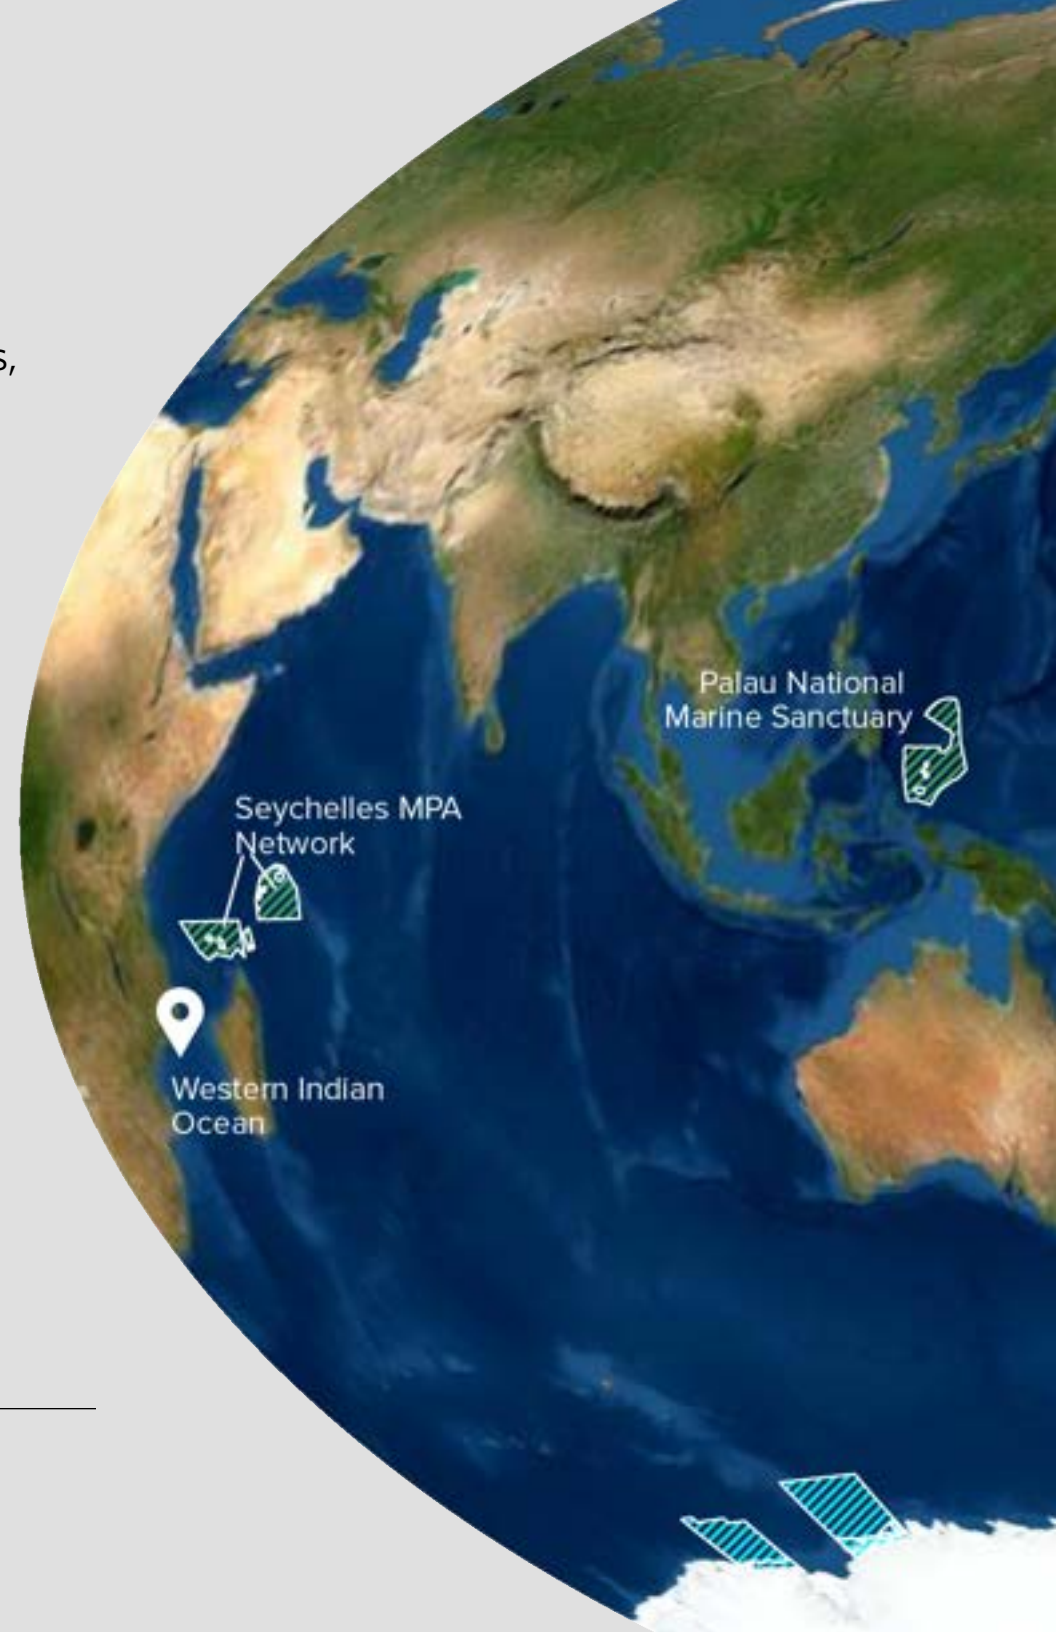 s,
Palau National
Marine Sanctuary
Seychelles MPA
Network
Western Indian
Ocean